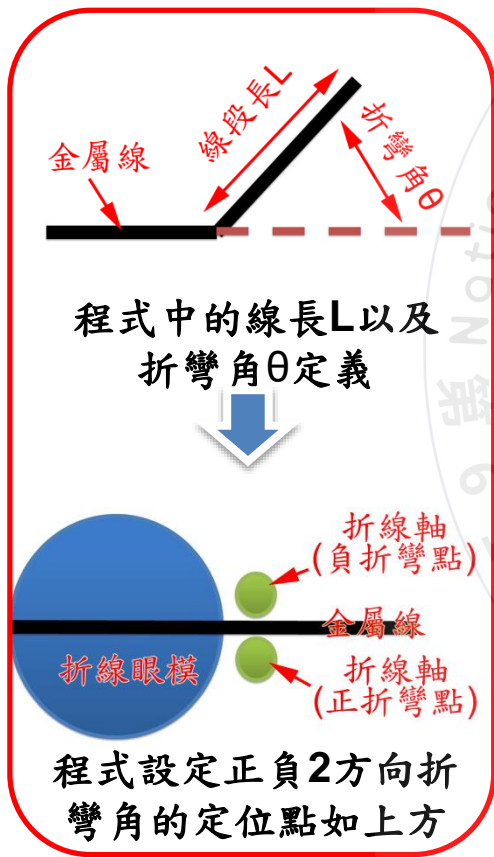 線段長L
折彎角θ
金屬線
程式中的線長L以及
折彎角θ定義
折線軸
(負折彎點)
金屬線
折線眼模
折線軸
(正折彎點)
程式設定正負2方向折
彎角的定位點如上方
第 9
Natio